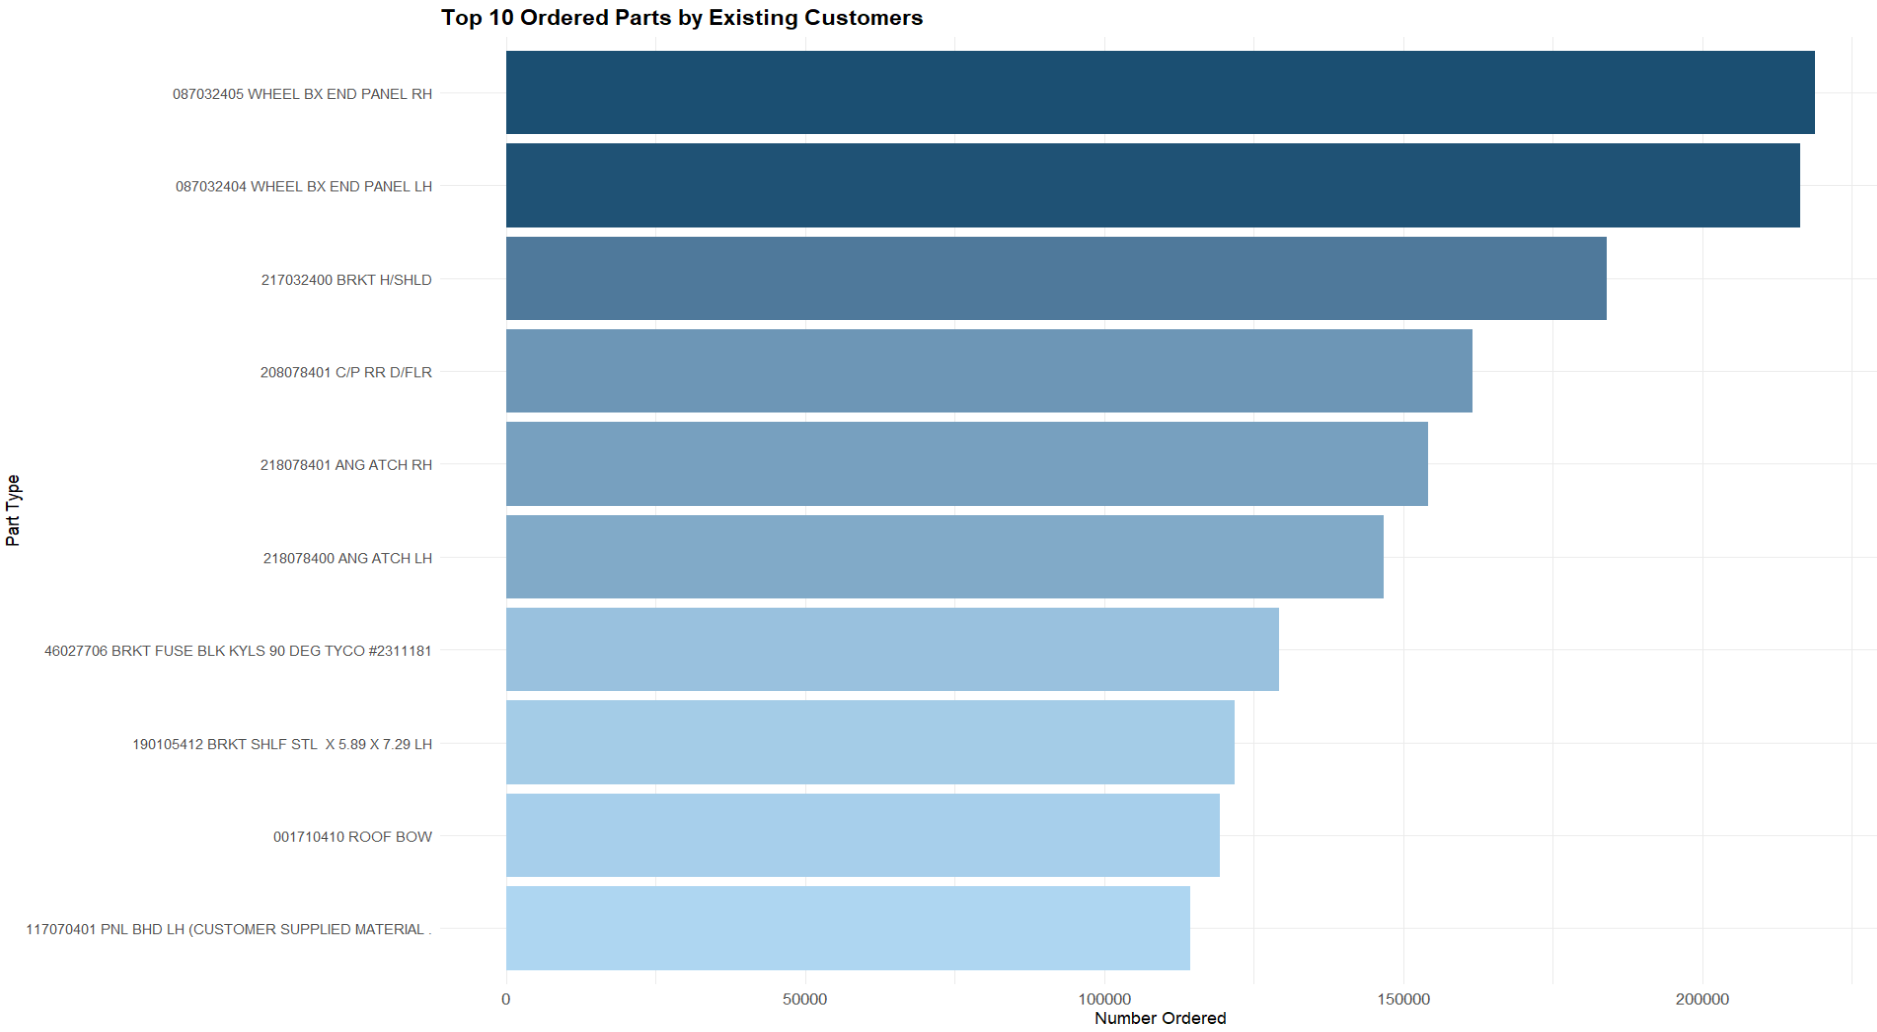 Top 10 Ordered Parts by Existing Customers
087032405 WHEEL BX END PANEL RH
087032404 WHEEL BX END PANEL LH
217032400 BRKT H/SHLD
208078401 C/P RR D/FLR
218078401 ANG ATCH RH
218078400 ANG ATCH LH
46027706 BRKT FUSE BLK KYLS 90 DEG TYCO #2311181
190105412 BRKT SHLF STL  X 5.89 X 7.29 LH
001710410 ROOF BOW
117070401 PNL BHD LH (CUSTOMER SUPPLIED MATERIAL .
Part Type
0 50000 100000 150000 200000
Number Ordered